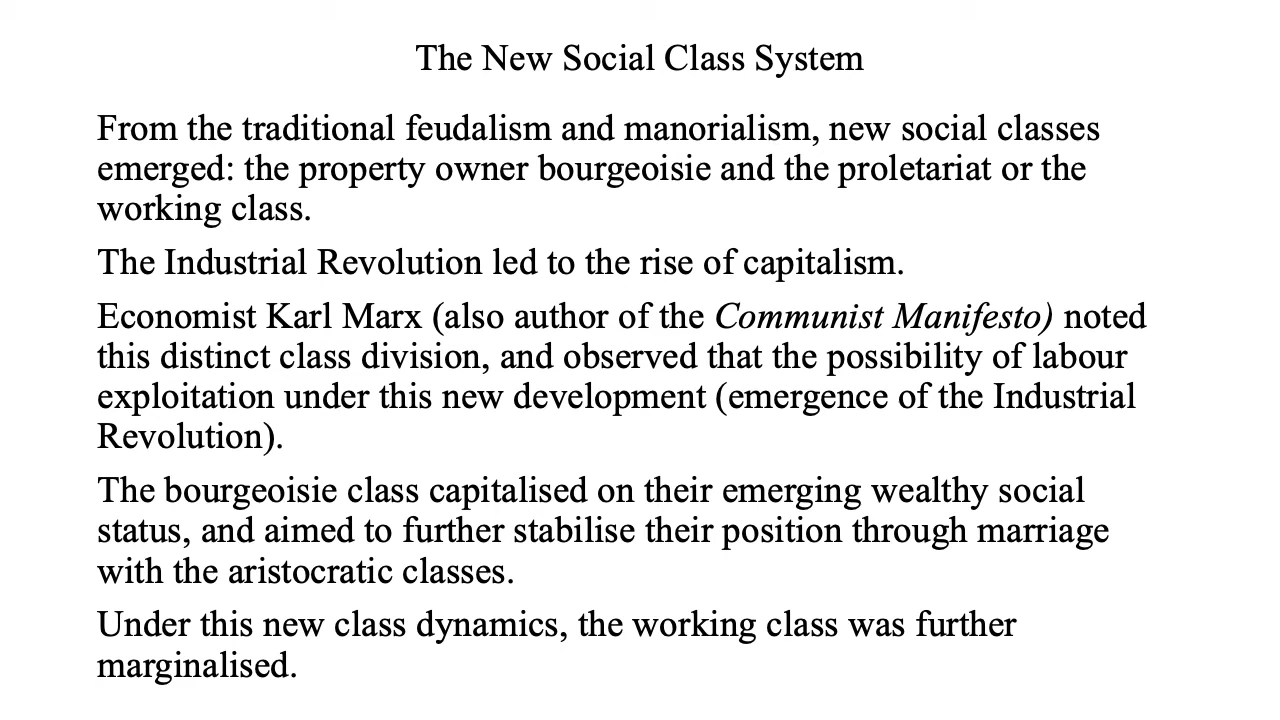 The New Social Class System
From the traditional feudalism and manorialism, new social classes
emerged: the property owner bourgeoisie and the proletariat or the
working class.
The Industrial Revolution led to the rise of capitalism.
Economist Karl Marx (also author of the Communist Manifesto) noted
this distinct class division, and observed that the possibility of labour
exploitation under this new development (emergence of the Industrial
Revolution).
The bourgeoisie class capitalised on their emerging wealthy social
status, and aimed to further stabilise their position through marriage
with the aristocratic classes.
Under this new class dynamics, the working class was further
marginalised.